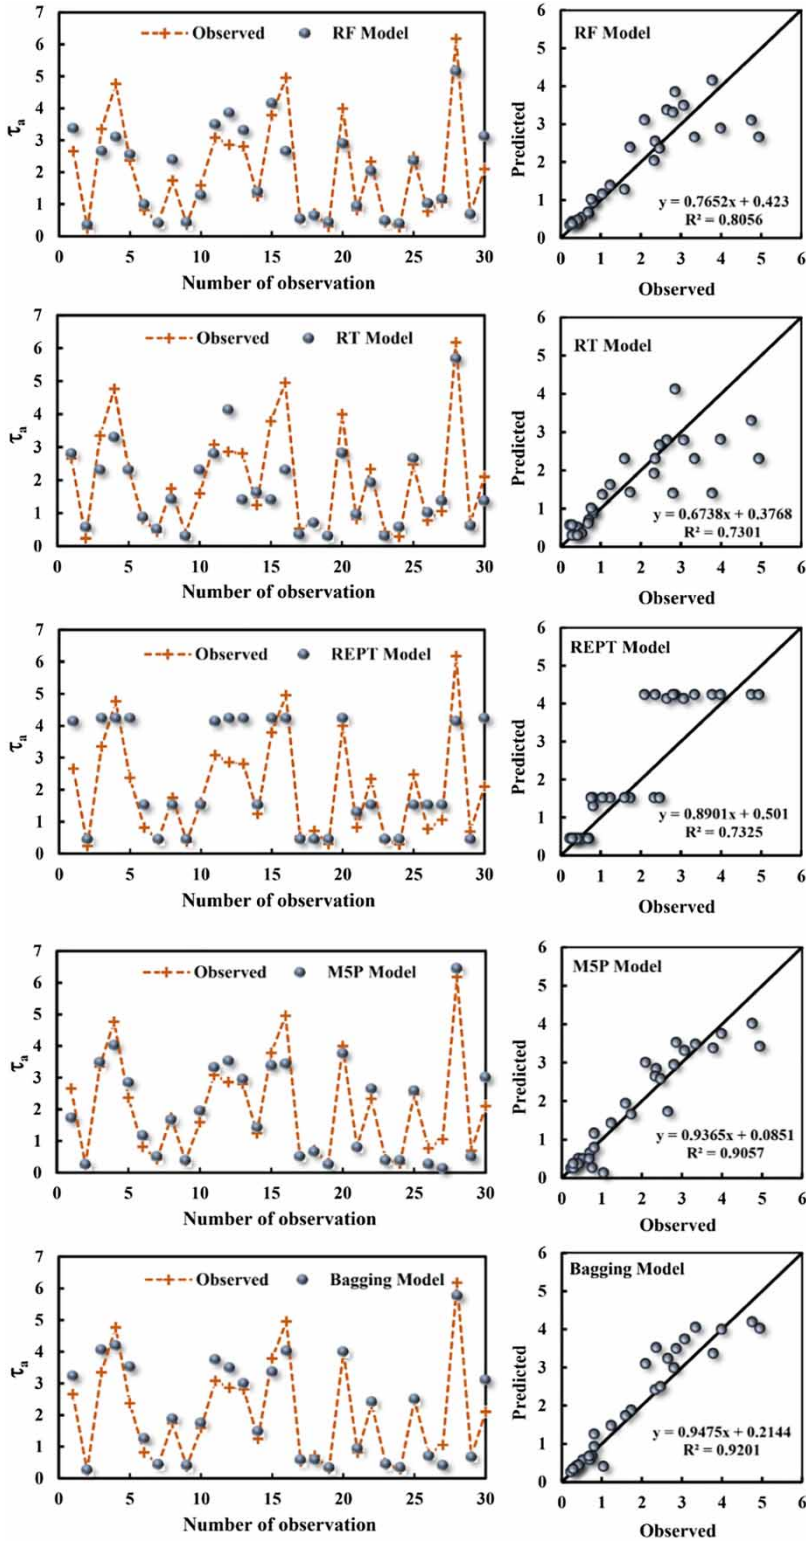 Observed RF Model
7
6
5
4
3
2
1
0
τa
0 5 10 15 20 25 30
Number of observation
RF Model
6
5
4
3
2
1
0
Predicted
y = 0.7652x + 0.423
R² = 0.8056
0 1 2 3 4 5 6
Observed
Observed RT Model
7
6
5
4
3
2
1
0
τa
0 5 10 15 20 25 30
Number of observation
RT Model
6
5
4
3
2
1
0
Predicted
y = 0.6738x + 0.3768
R² = 0.7301
0 1 2 3 4 5 6
Observed
Observed REPT Model
7
6
5
4
3
2
1
0
τa
0 5 10 15 20 25 30
Number of observation
REPT Model
6
5
4
3
2
1
0
Predicted
y = 0.8901x + 0.501
R² = 0.7325
0 1 2 3 4 5 6
Observed
Observed M5P Model
7
6
5
4
3
2
1
0
τa
0 5 10 15 20 25 30
Number of observation
M5P Model
6
5
4
3
2
1
0
Predicted
y = 0.9365x + 0.0851
R² = 0.9057
0 1 2 3 4 5 6
Observed
Observed Bagging Model
7
6
5
4
3
2
1
0
τa
0 5 10 15 20 25 30
Number of observation
Bagging Model
6
5
4
3
2
1
0
Predicted
y = 0.9475x + 0.2144
R² = 0.9201
0 1 2 3 4 5 6
Observed